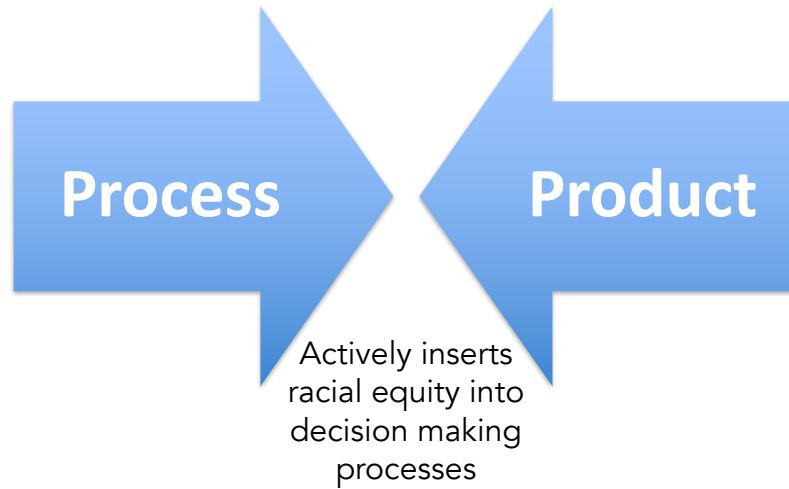 Process
Product
Actively inserts
racial equity into
decision making
processes